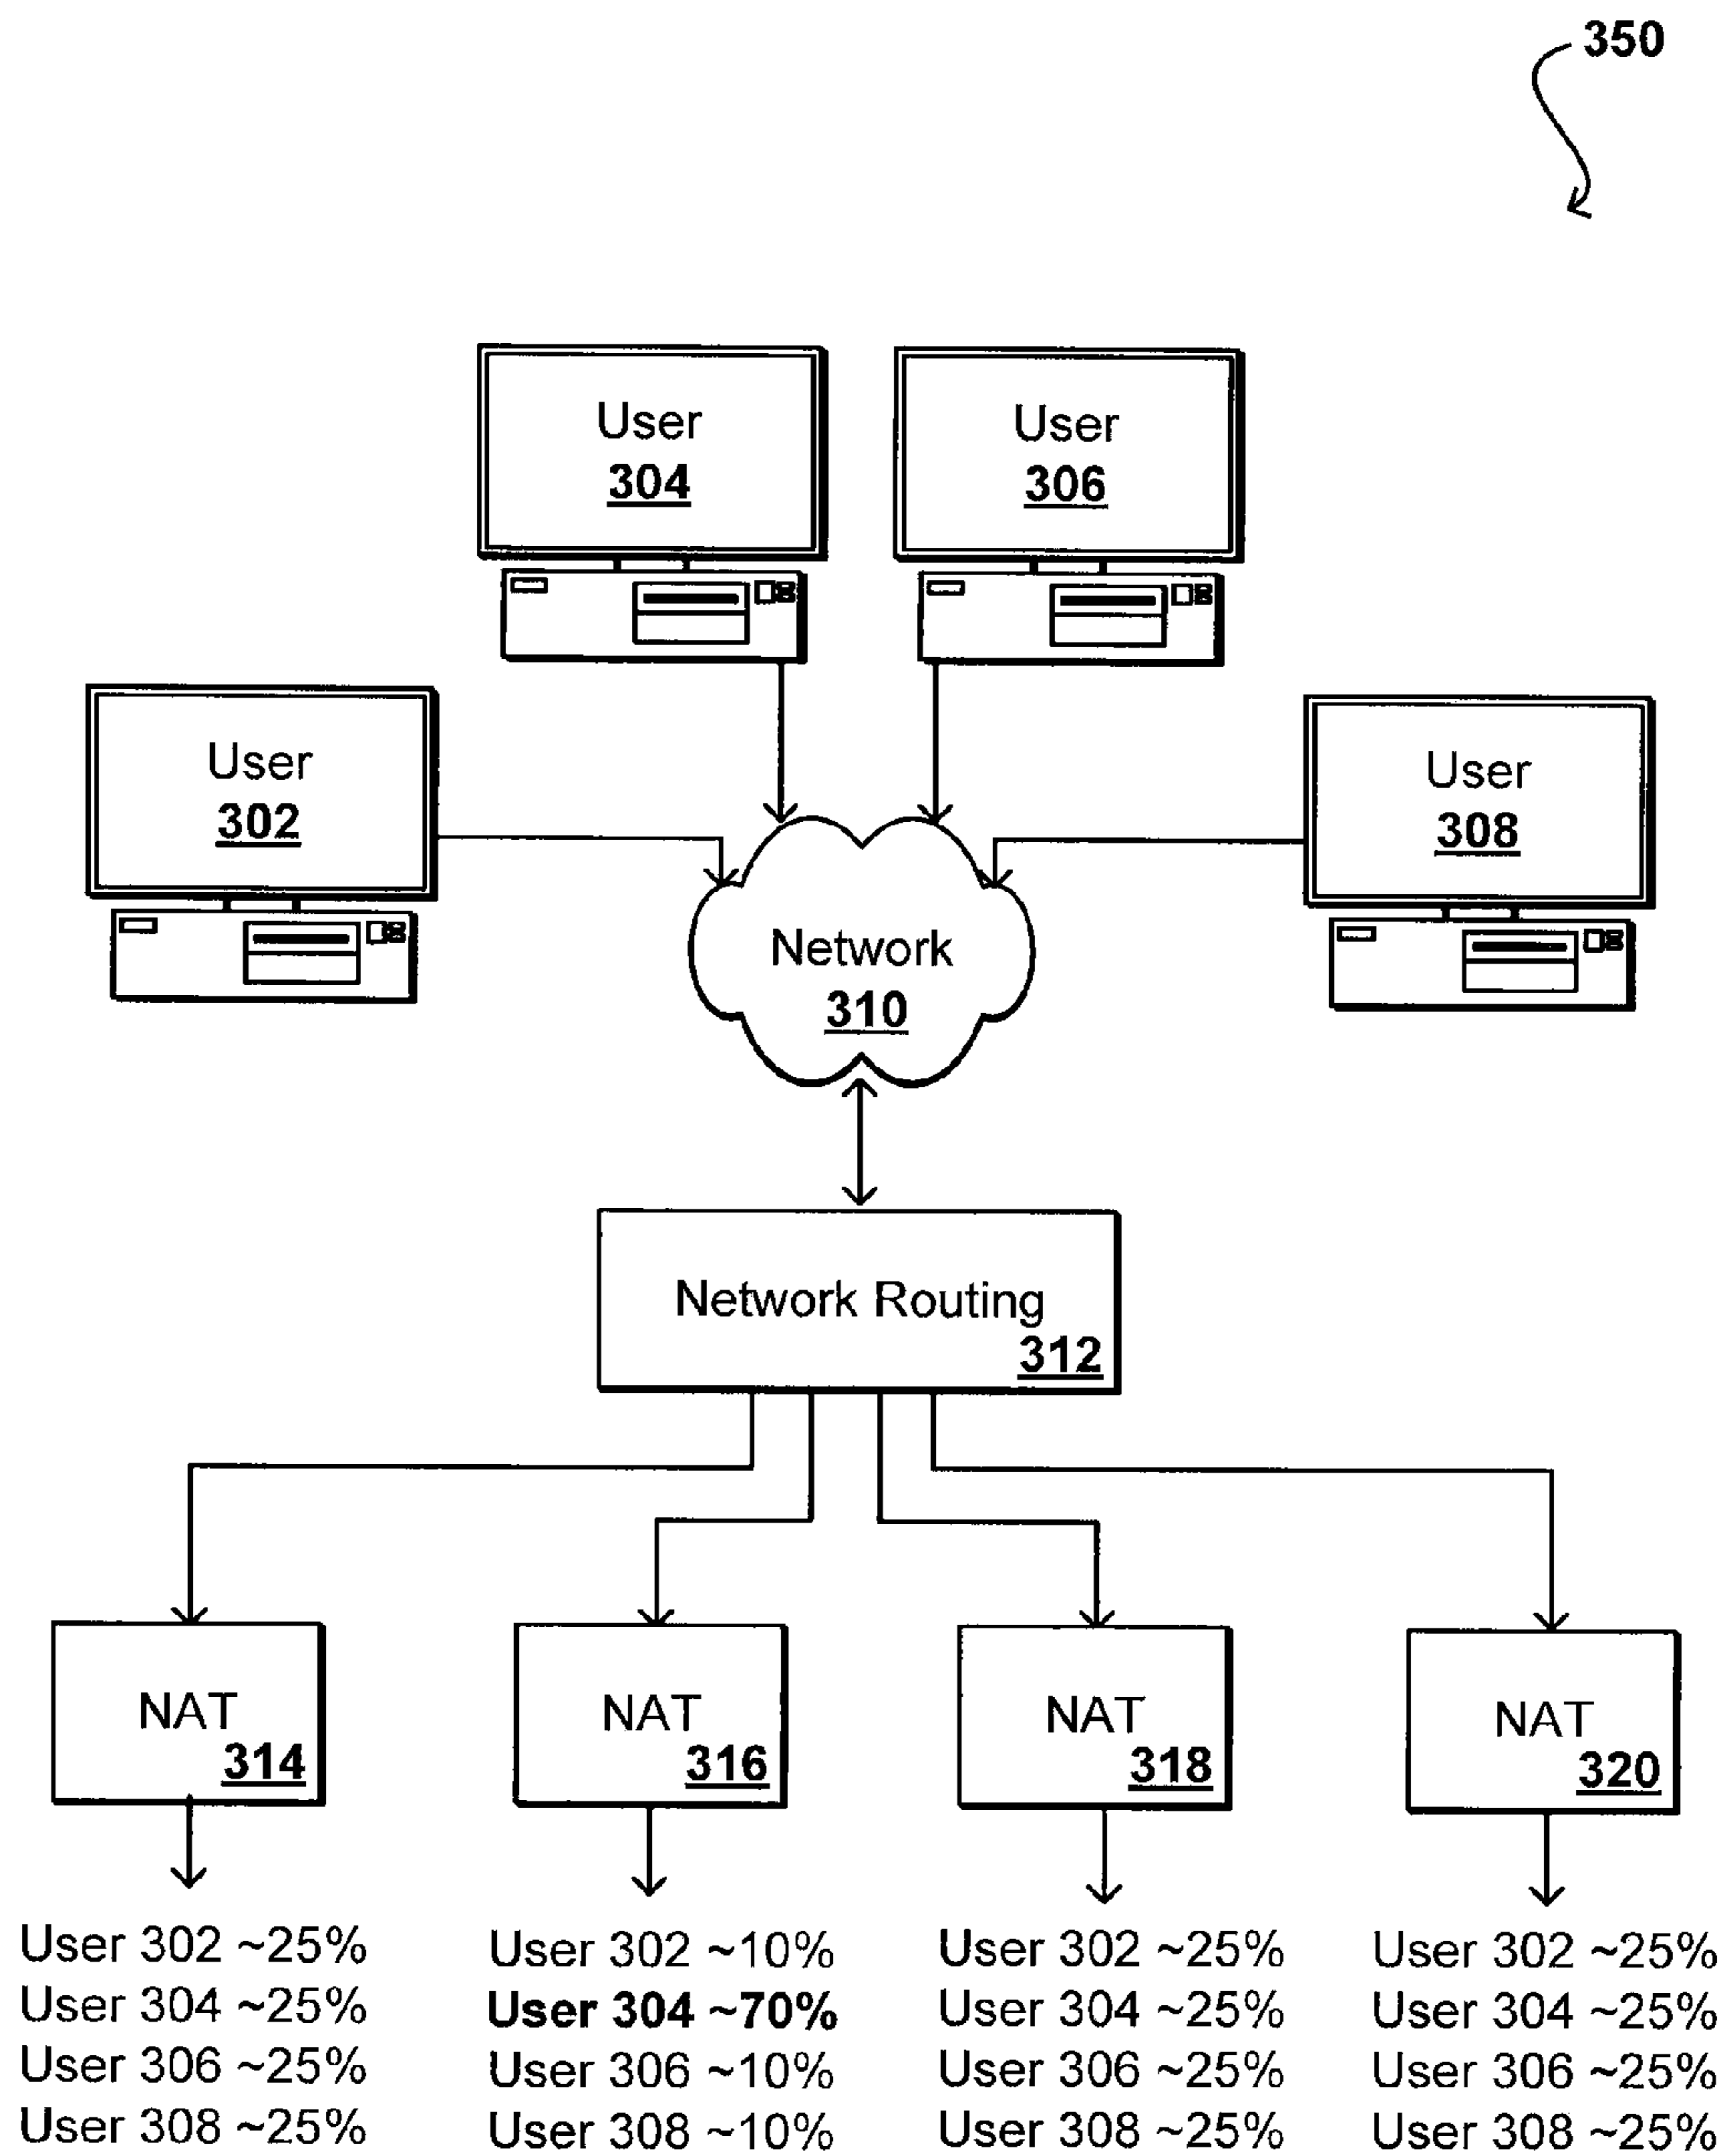 350
User
304
User
306
User
302
User
308
Network
310
Network Routing
312
NAT
314
NAT
316
NAT
318
NAT
320
User 302 ~25%
User 304 ~25%
User 306 ~25%
User 308 ~25%
User 302 ~10%
User 304 ~70%
User 306 ~10%
User 308 ~10%
User 302 ~25%
User 304 ~25%
User 306 ~25%
User 308 ~25%
User 302 ~25%
User 304 ~25%
User 306 ~25%
User 308 ~25%